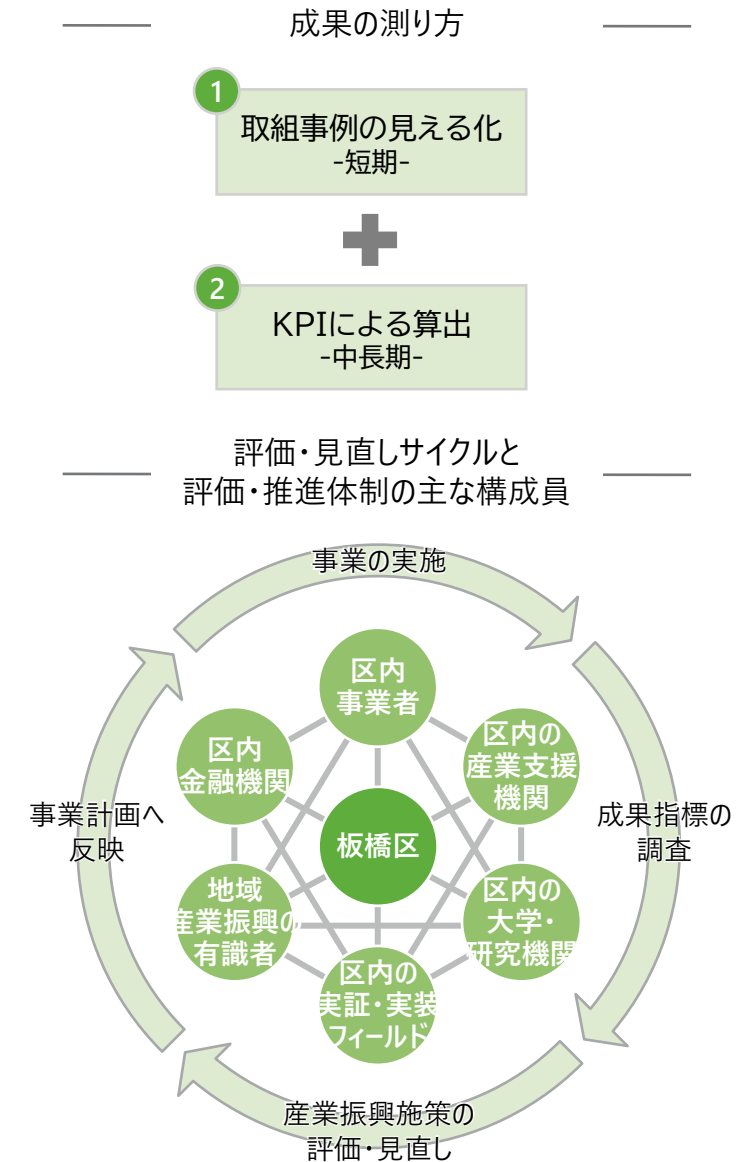 成果の測り方
1
取組事例の見える化
-短期-
2
KPIによる算出
-中長期-
評価・見直しサイクルと
評価・推進体制の主な構成員
事業の実施
区内
事業者
区内
金融機関
区内の
産業支援
機関
事業計画へ
反映
成果指標の
調査
板橋区
地域
産業振興の
有識者
区内の
大学・
研究機関
区内の
実証・実装
フィールド
産業振興施策の
評価・見直し